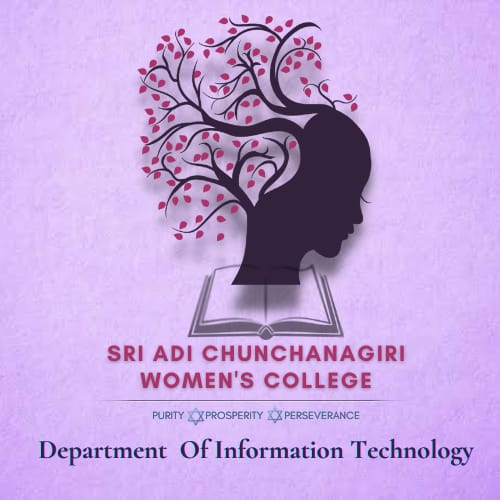 SRI ADI CHUNCHANAGIRI
WOMEN'S COLLEGE
PURITY PROSPERITY PERSEVERANCE
Department Of Information Technology